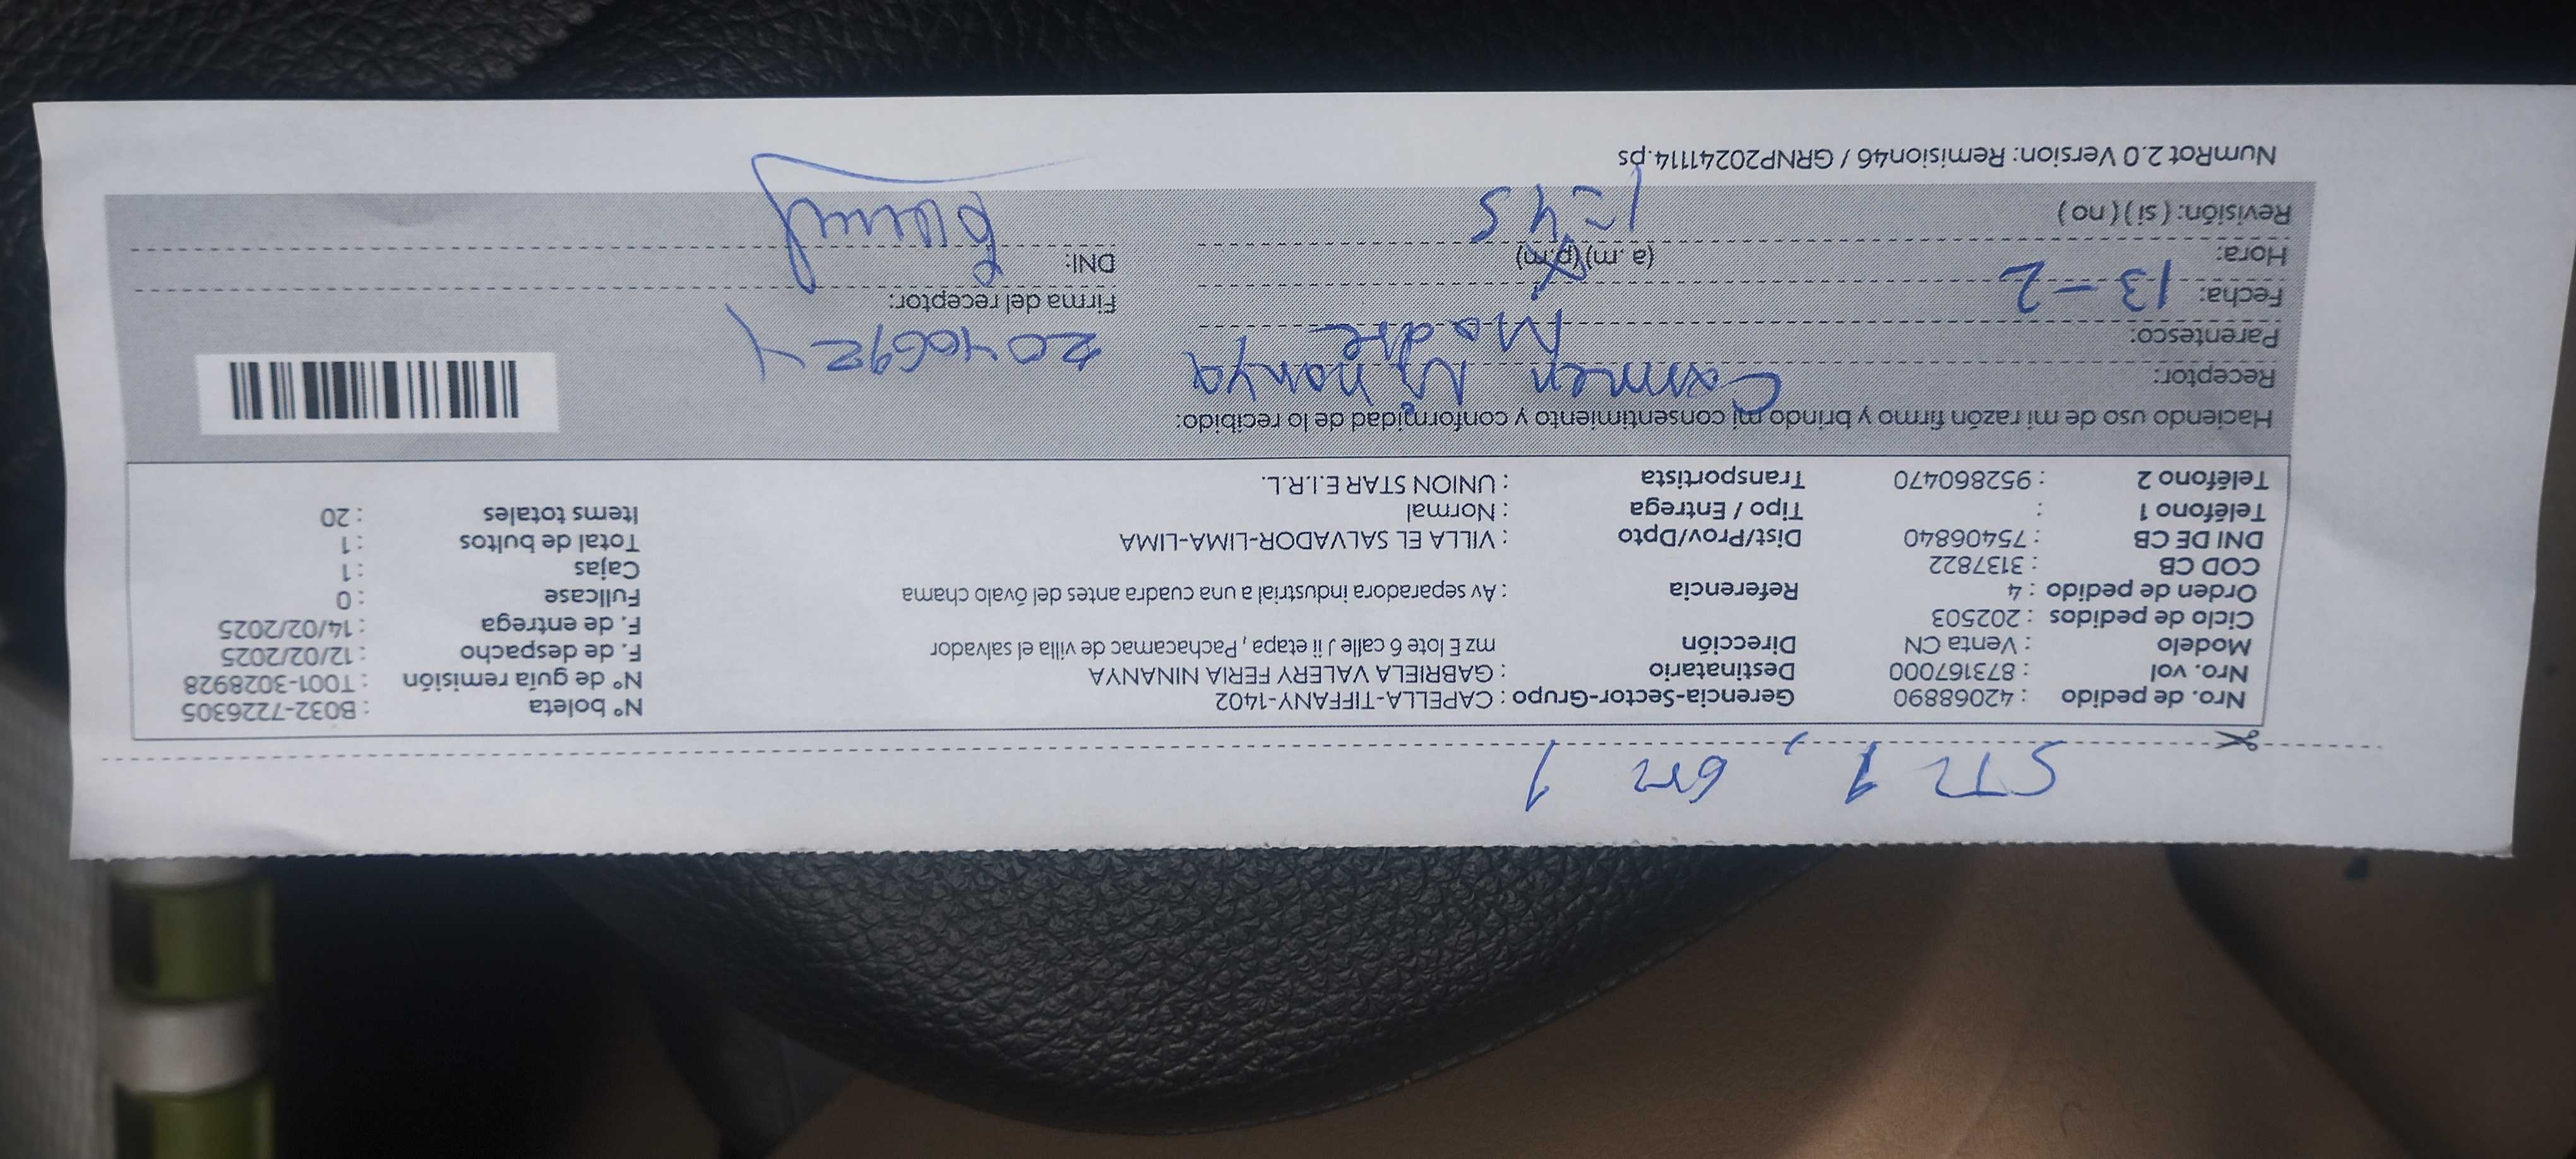 STR 1, 6m 1
Nro. de pedido : 42068890 Gerencia-Sector-Grupo : CAPELLA-TIFFANY-1402 N° boleta : B032-7226305
Nro. vol : 873167000 Destinatario : GABRIELA VALERY FERIA NINANYA N° de guía remisión : T001-3028928
Modelo : Venta CN Dirección mz E lote 6 calle J ii etapa , Pachacamac de villa el salvador F. de despacho : 12/02/2025
Ciclo de pedidos : 202503 F. de entrega : 14/02/2025
Orden de pedido : 4 Referencia : Av separadora industrial a una cuadra antes del óvalo chama Fullcase : 0
COD CB : 3137822 Cajas : 1
DNI DE CB : 75406840 Dist/Prov/Dpto : VILLA EL SALVADOR-LIMA-LIMA Total de bultos : 1
Teléfono 1 : Tipo / Entrega : Normal Items totales : 20
Teléfono 2 : 952860470 Transportista : UNION STAR E.I.R.L.
Haciendo uso de mi razón firmo y brindo mi consentimiento y conformidad de lo recibido:
Receptor: Carmen Ninanya
Parentesco: Madre
Fecha: 13-2 Firma del receptor:
Hora: (a.m)(p.m) DNI:
Revisión: ( si ) ( no ) 1-45
NumRot 2.0 Version: Remision46 / GRNP20241114.ps